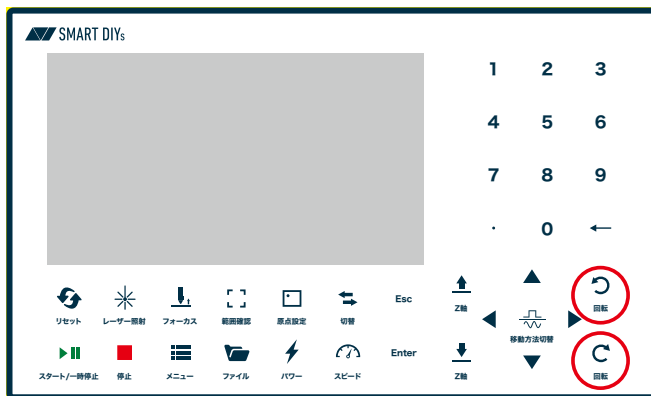 SMART DIYs
1 2 3
4 5 6
7 8 9
. 0 ←
リセット レーザー照射 フォーカス 範囲確認 原点設定 切替 Esc Z軸 回転
移動方法切替
スタート/一時停止 停止 メニュー ファイル パワー スピード Enter Z軸 回転